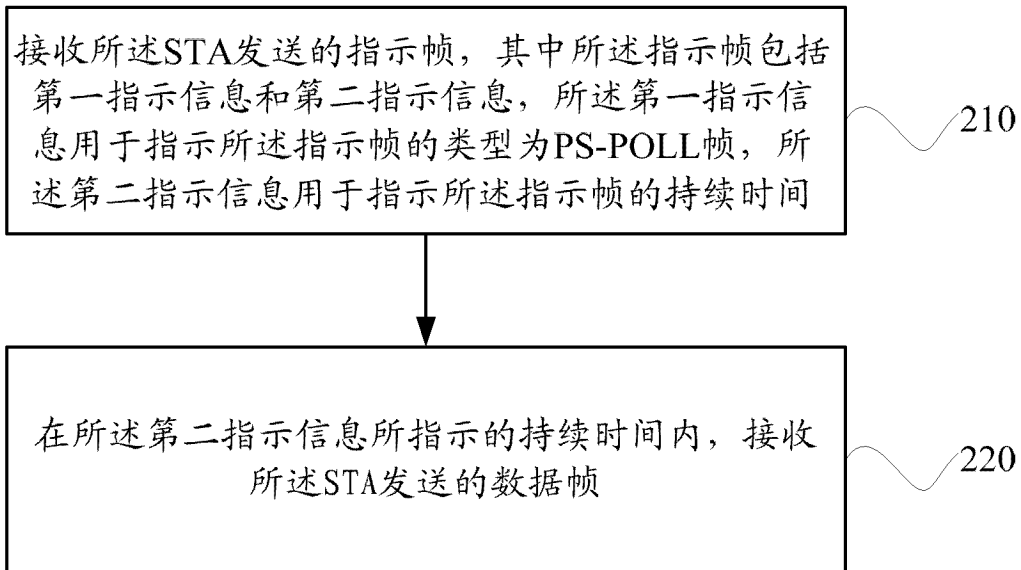 接收所述STA发送的指示帧，其中所述指示帧包括
第一指示信息和第二指示信息，所述第一指示信
息用于指示所述指示帧的类型为PS-POLL帧，所
述第二指示信息用于指示所述指示帧的持续时间
210
在所述第二指示信息所指示的持续时间内，接收
所述STA发送的数据帧
220